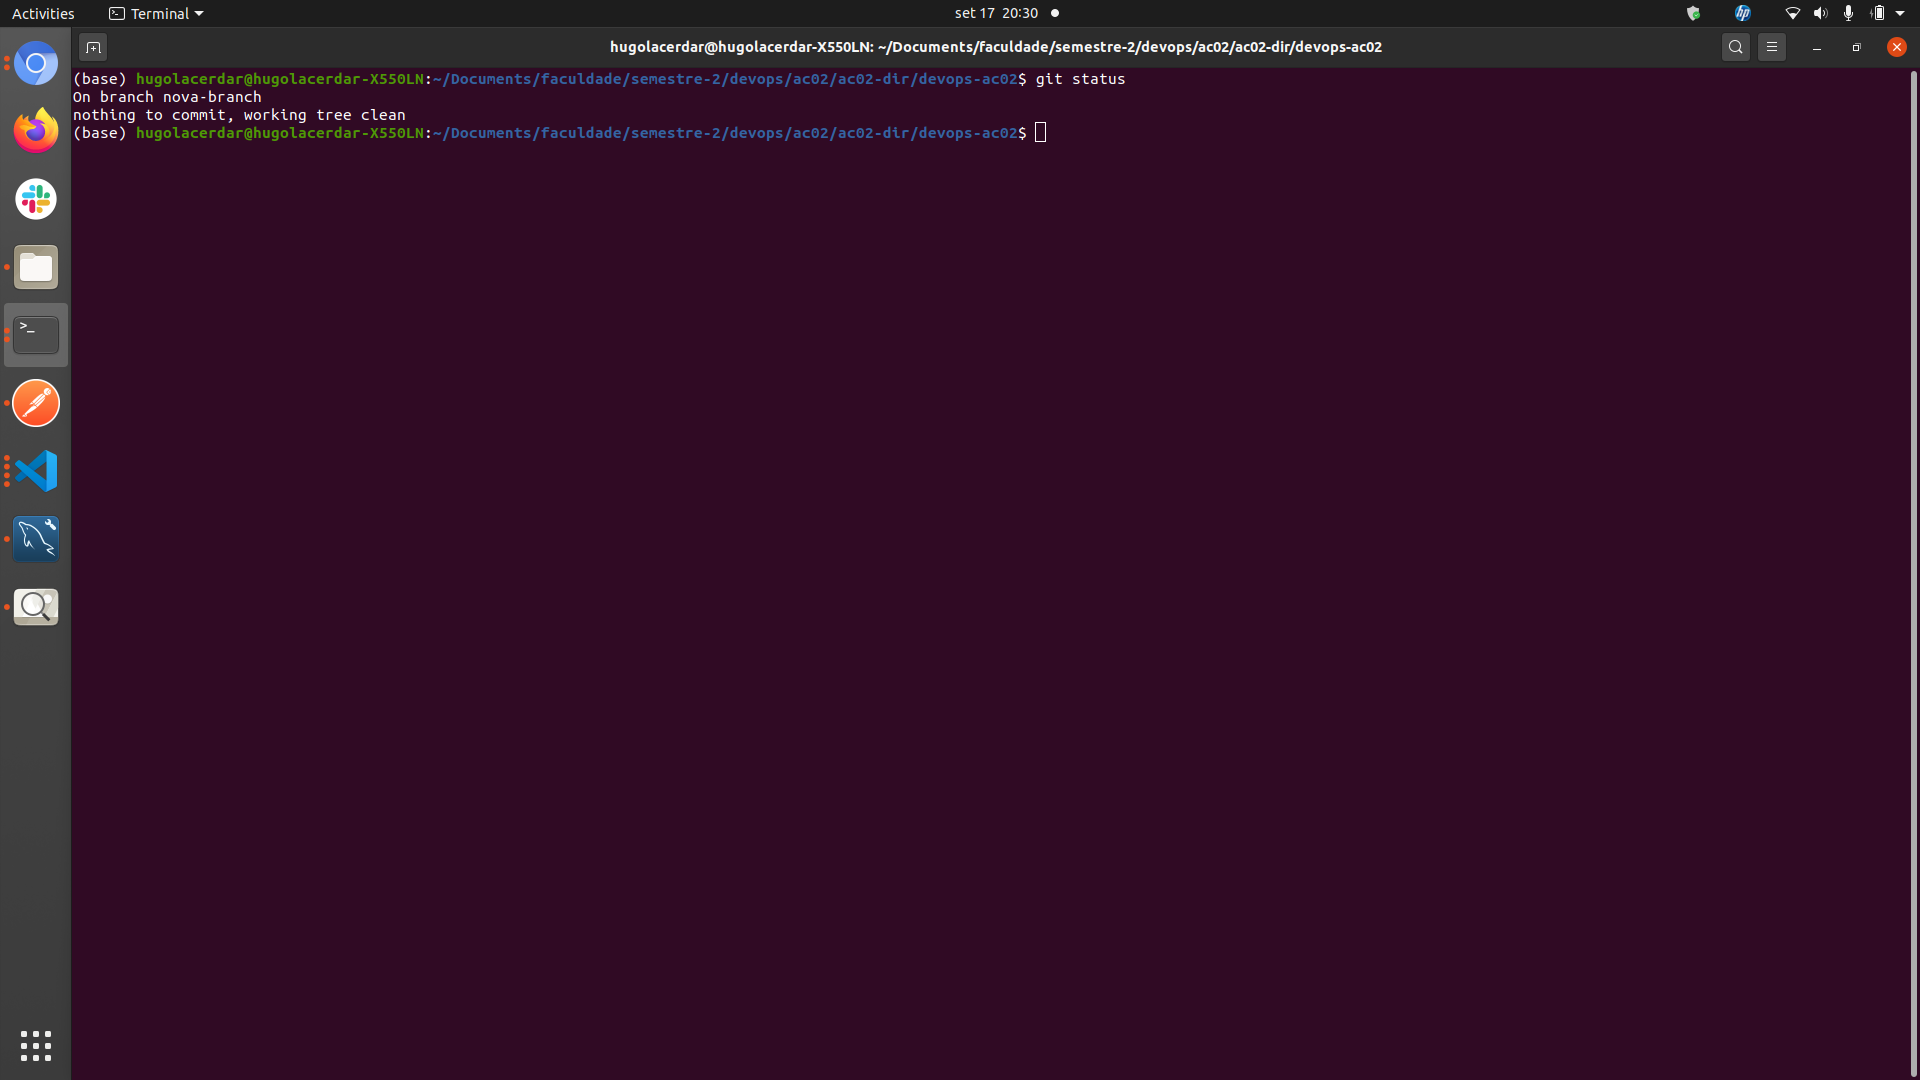 Activities
Terminal
set 17 20:30
hp
hugolacerdar@hugolacerdar-X550LN: ~/Documents/faculdade/semestre-2/devops/ac02/ac02-dir/devops-ac02
(base) hugolacerdar@hugolacerdar-X550LN:~/Documents/faculdade/semestre-2/devops/ac02/ac02-dir/devops-ac02$ git status
On branch nova-branch
nothing to commit, working tree clean
(base) hugolacerdar@hugolacerdar-X550LN:~/Documents/faculdade/semestre-2/devops/ac02/ac02-dir/devops-ac02$
>_